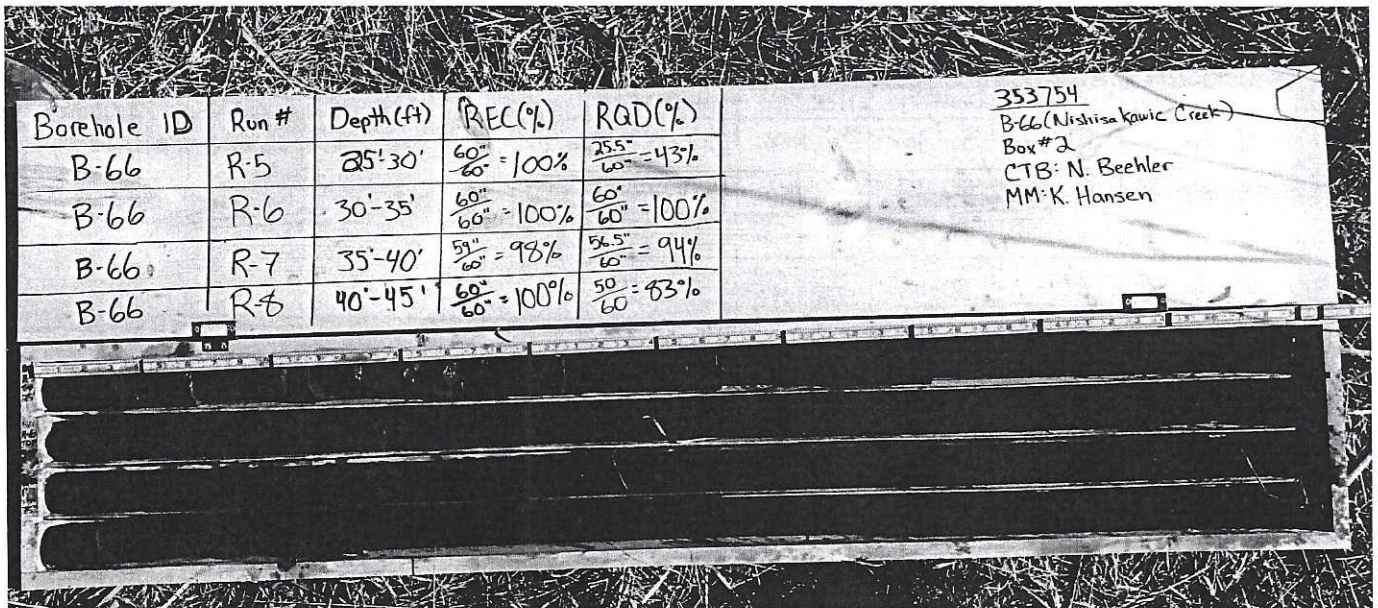 Borehole ID Run # Depth (ft) REC(%) RQD(%)
B-66 R-5 25'-30' 60"/60" = 100% 25.5"/60" = 43%
B-66 R-6 30'-35' 60"/60" = 100% 60"/60" = 100%
B-66 R-7 35'-40' 59"/60" = 98% 56.5"/60" = 94%
B-66 R-8 40'-45' 60"/60" = 100% 50/60 = 83%
353754
B-66 (Nishisakawic Creek)
Box #2
CTB: N. Beehler
MM: K. Hansen